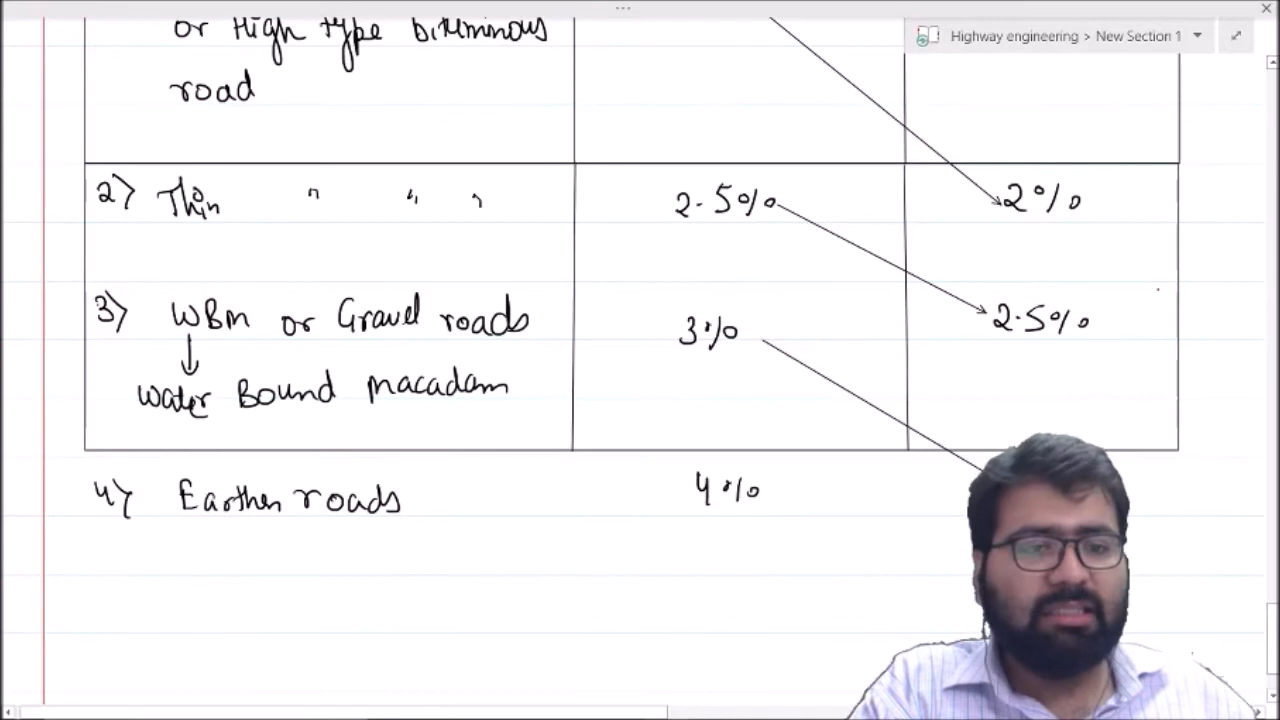 or High type bituminous
Highway engineering > New Section 1
road
2) Thin " " " 2.5% 2%
3) WBM or Gravel roads 3% 2.5%
Water Bound Macadam
4) Earthen roads 4%